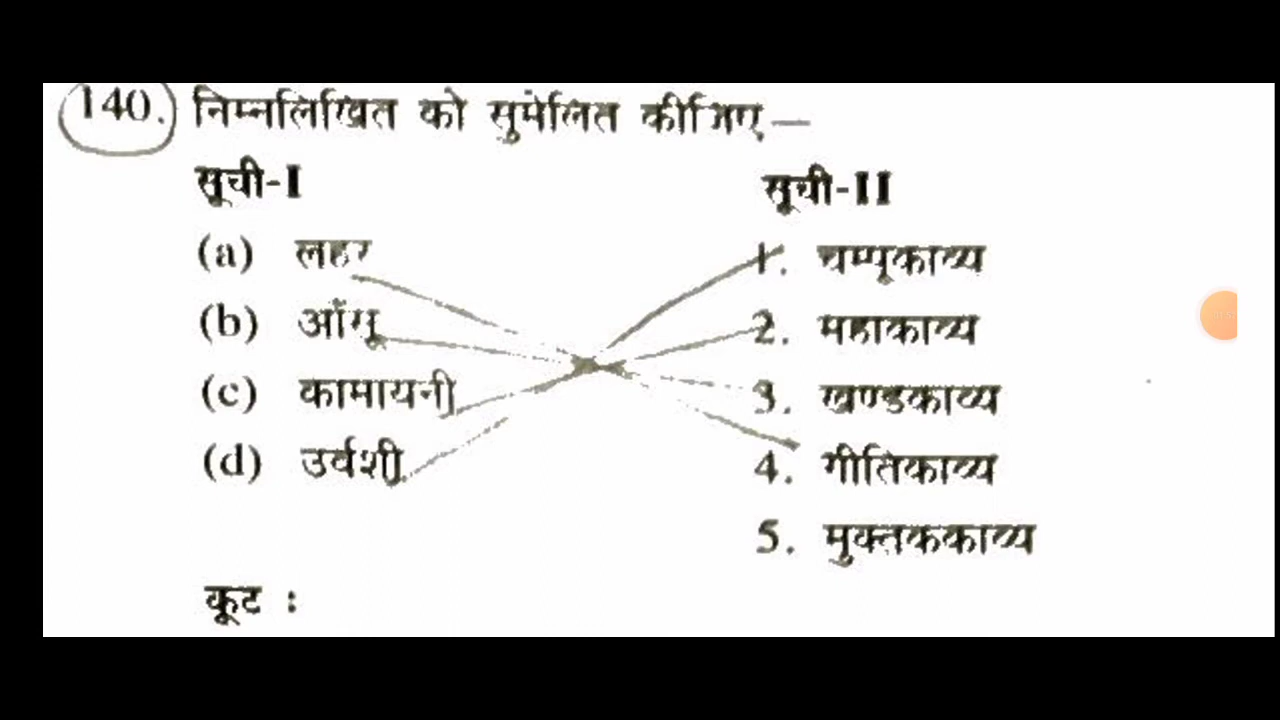 140. निम्नलिखित को सुमेलित कीजिए—
सूची-I सूची-II
(a) लहर 1. चम्पूकाव्य
(b) आँसू 2. महाकाव्य
(c) कामायनी 3. खण्डकाव्य
(d) उर्वशी 4. गीतिकाव्य
5. मुक्तककाव्य
कूट :